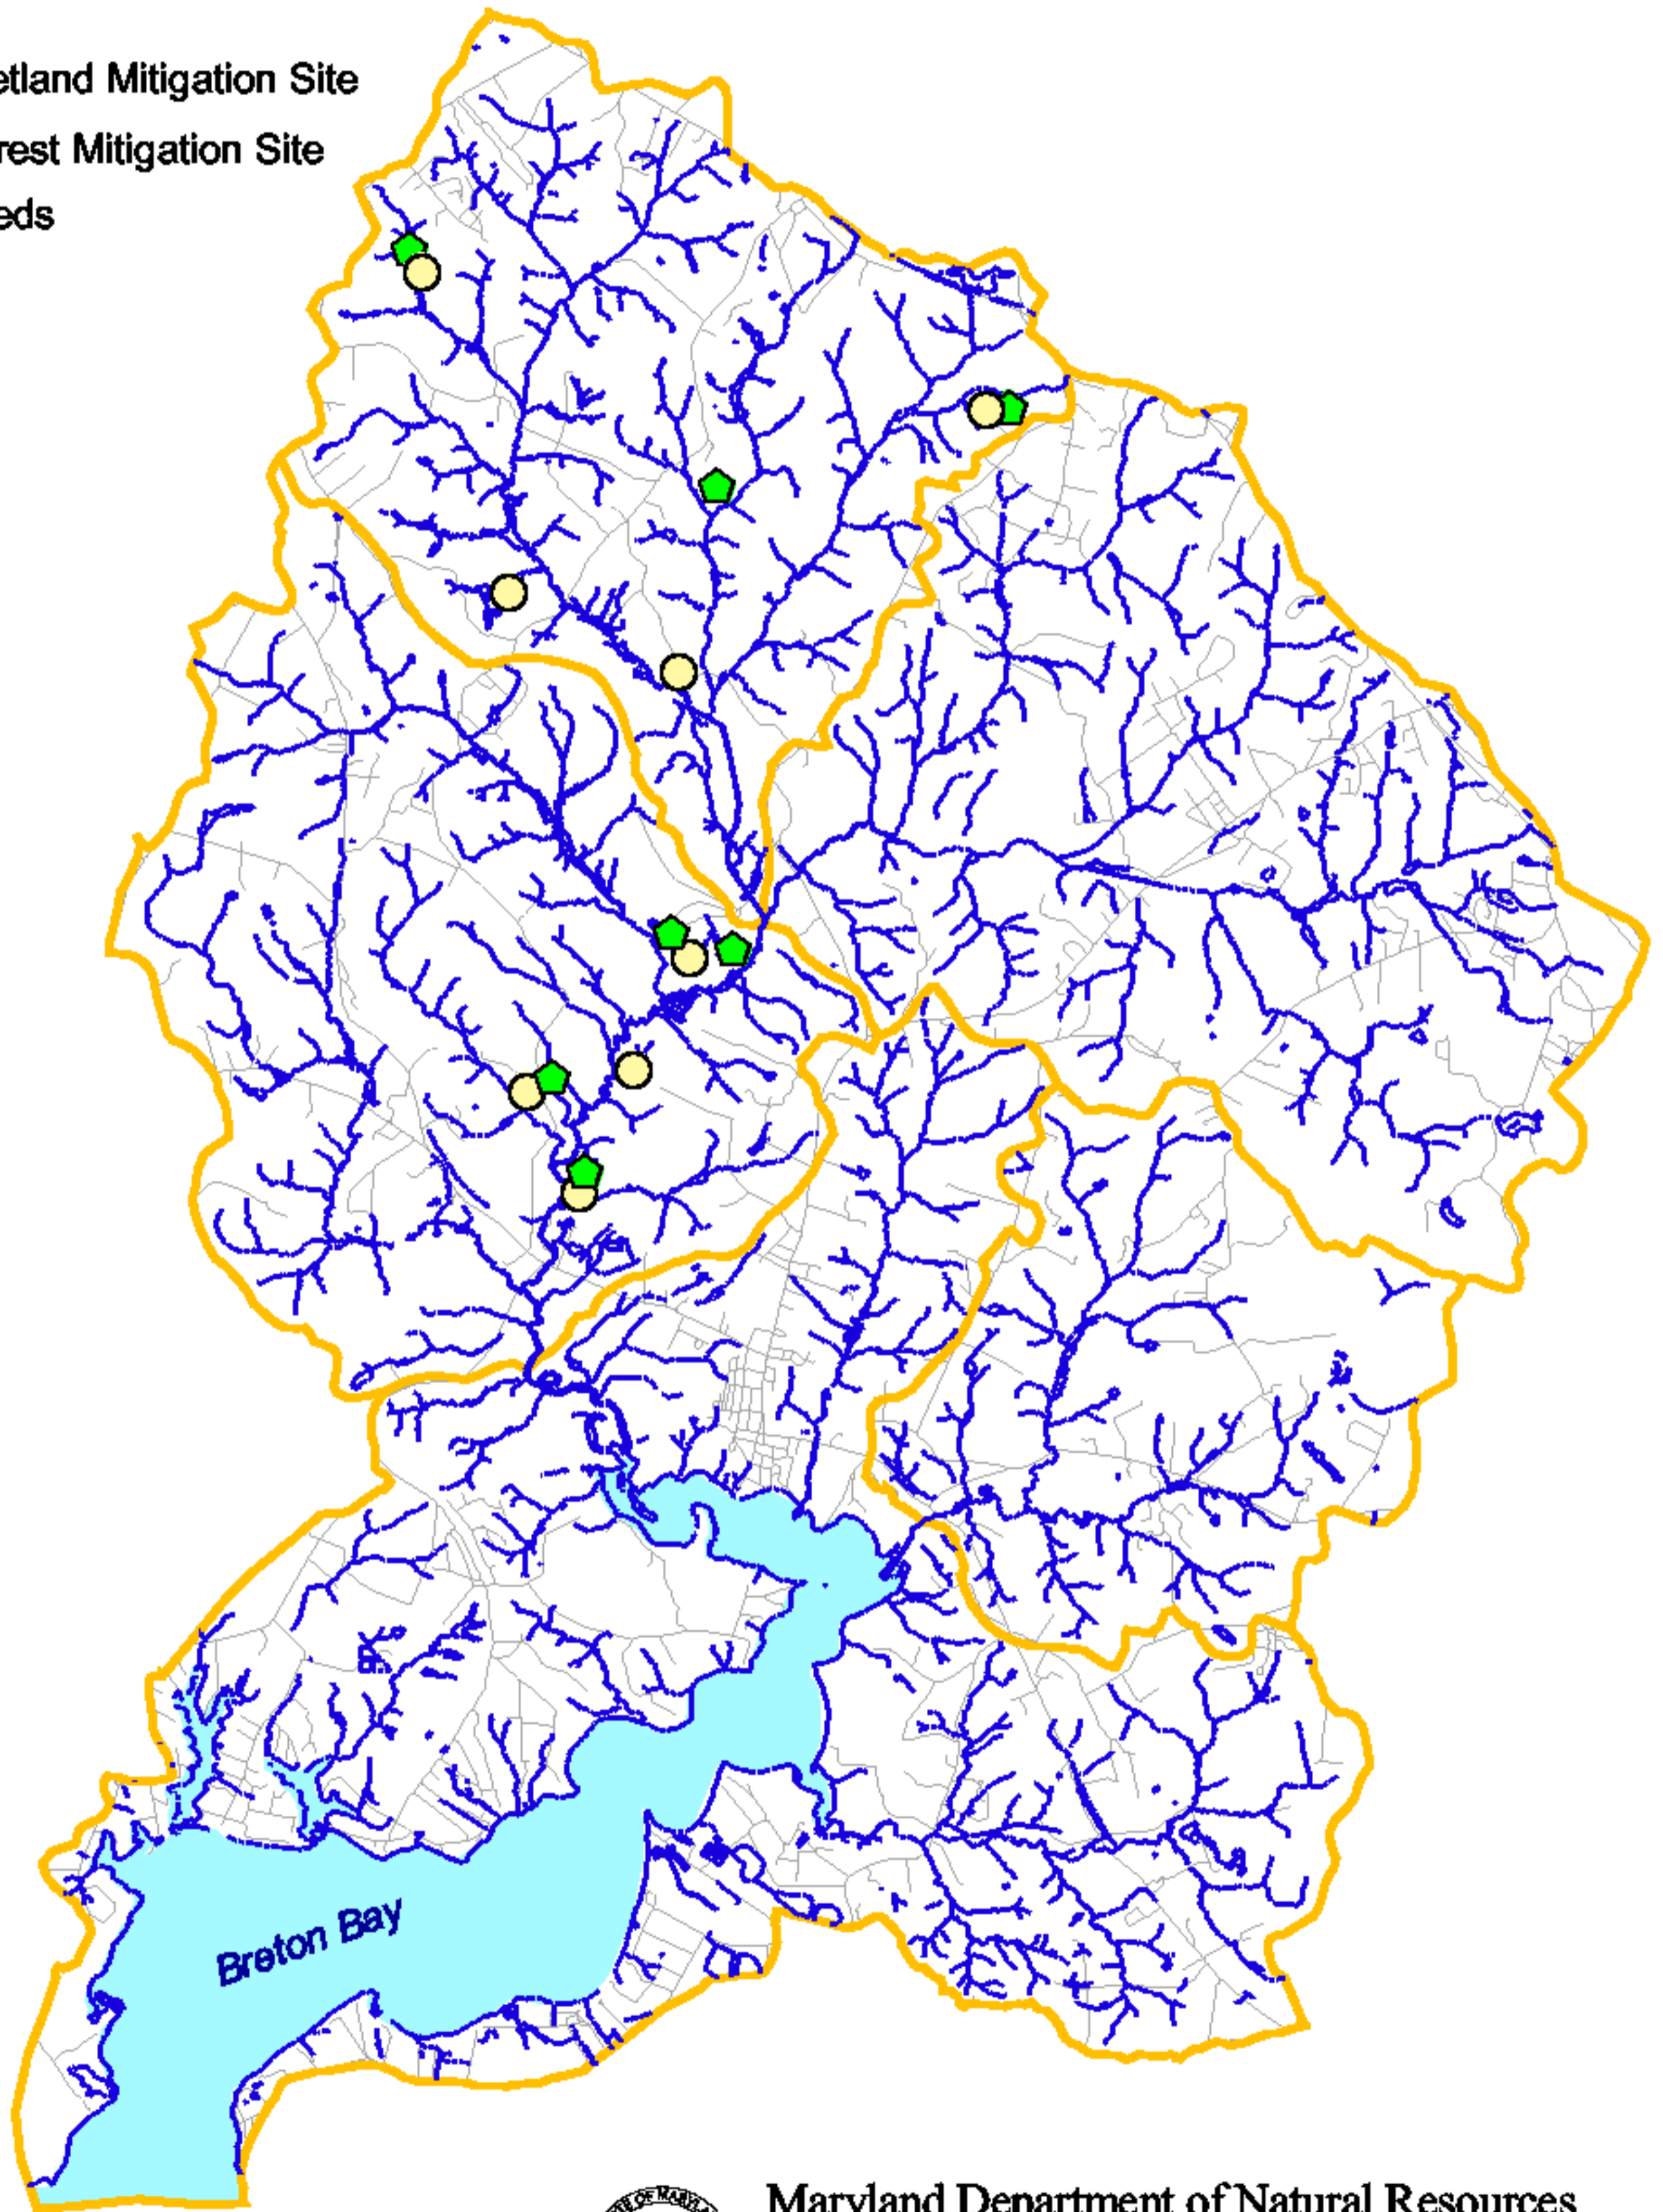 etland Mitigation Site
rest Mitigation Site
eds
Breton Bay
Maryland Department of Natural Resources